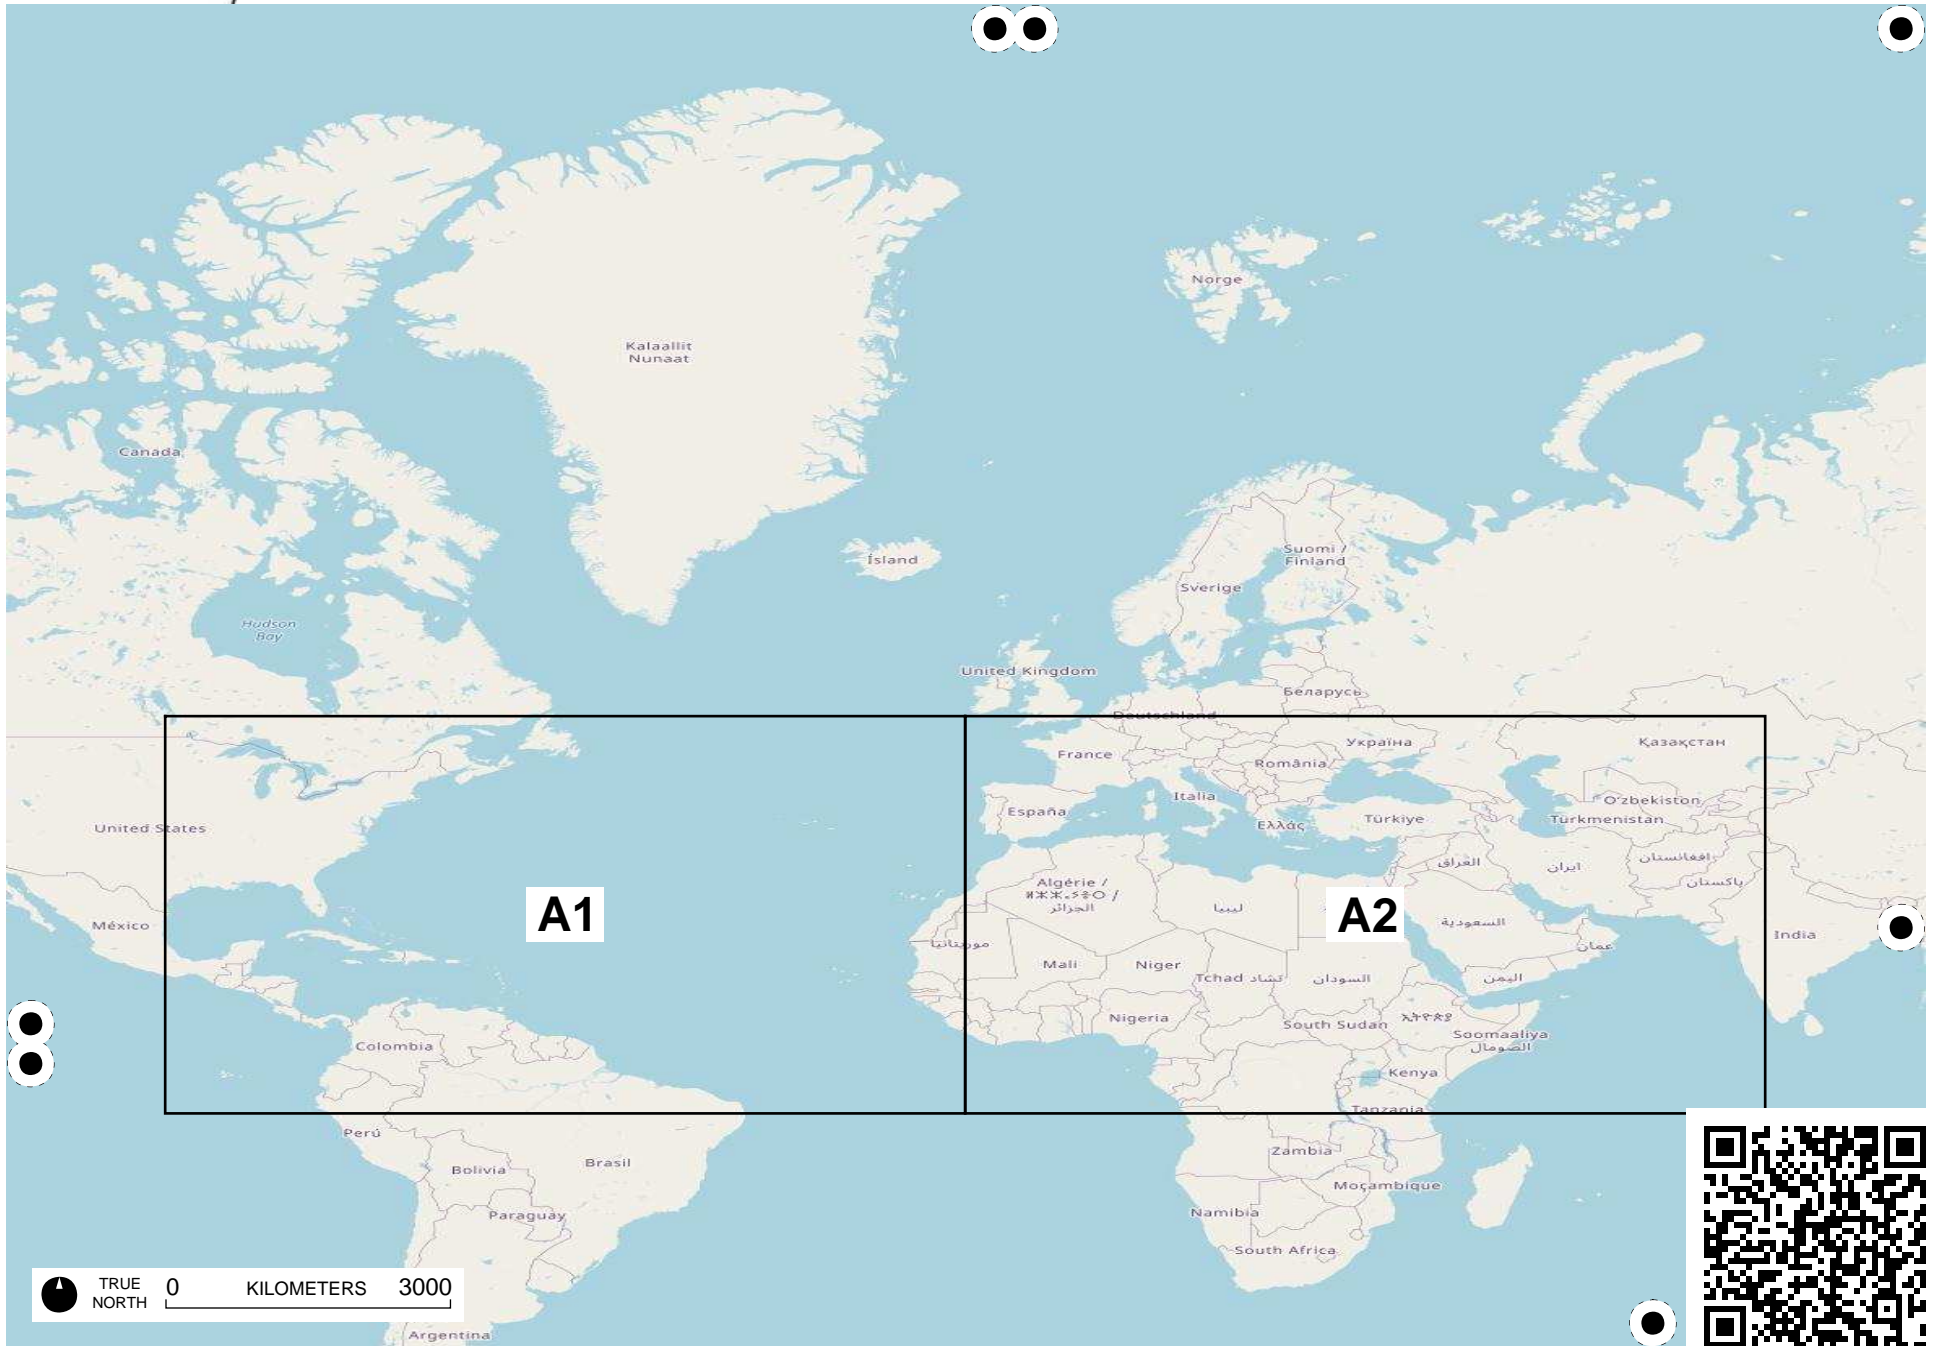 Norge
Kalaallit
Nunaat
Canada
Ísland
Suomi /
Finland
Sverige
Hudson
Bay
United Kingdom
Беларусь
Deutschland
Україна
Қазақстан
France
România
Italia
España
Oʻzbekiston
Türkiye
Türkmenistan
Ελλάς
United States
العراق
ایران
افغانستان
پاکستان
Algérie /
ⵍⵣⵣⴰⵢⴻⵔ /
الجزائر
ليبيا
A1
A2
السعودية
México
موريتانيا
عمان
India
Mali
Niger
Tchad تشاد
السودان
اليمن
Nigeria
South Sudan
ኢትዮጵያ
Soomaaliya
الصومال
Colombia
Kenya
Tanzania
Perú
Bolivia
Brasil
Zambia
Moçambique
Paraguay
Namibia
South Africa
TRUE
NORTH
0 KILOMETERS 3000
Argentina